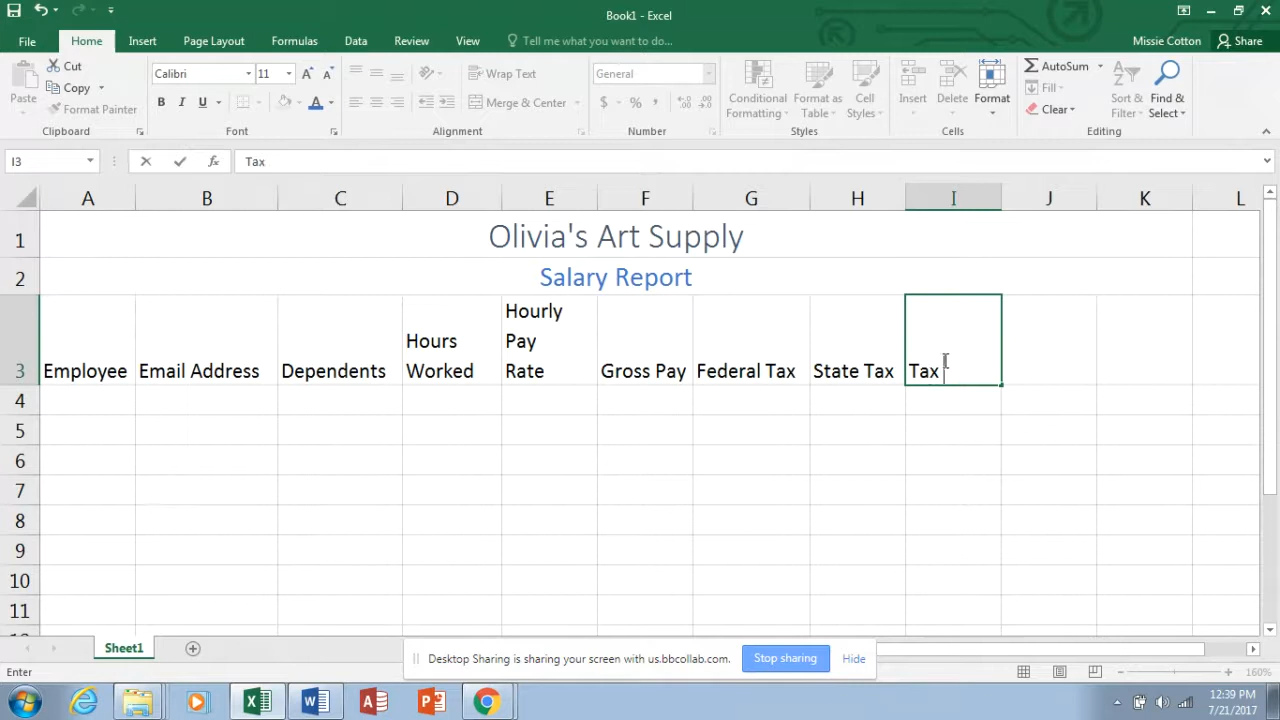 Book1 - Excel
File Home Insert Page Layout Formulas Data Review View Tell me what you want to do... Missie Cotton Share
Paste Cut Copy Format Painter Clipboard
Calibri 11 B I U A Font
Wrap Text Merge & Center Alignment
General $ % , Number
Conditional Formatting Format as Table Cell Styles Styles
Insert Delete Format Cells
AutoSum Fill Clear Sort & Filter Find & Select Editing
I3 fx Tax
A B C D E F G H I J K L
1 Olivia's Art Supply
2 Salary Report
3 Employee Email Address Dependents Hours Worked Hourly Pay Rate Gross Pay Federal Tax State Tax Tax
4
5
6
7
8
9
10
11
Sheet1
Desktop Sharing is sharing your screen with us.bbcollab.com. Stop sharing Hide
Enter 160%
12:39 PM
7/21/2017